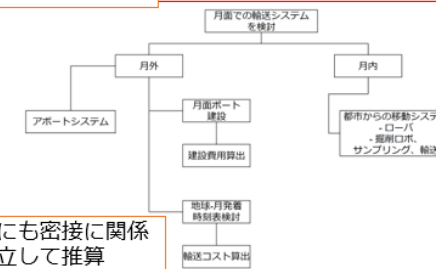 月面での輸送システム
を検討
月外
月内
アボートシステム
月面ポート
建設
都市からの移動システ
- ローバ
- 掘削ロボ、
サンプリング、輸送
建設費用算出
地球-月発着
時刻表検討
輸送コスト算出
にも密接に関係
立して推算